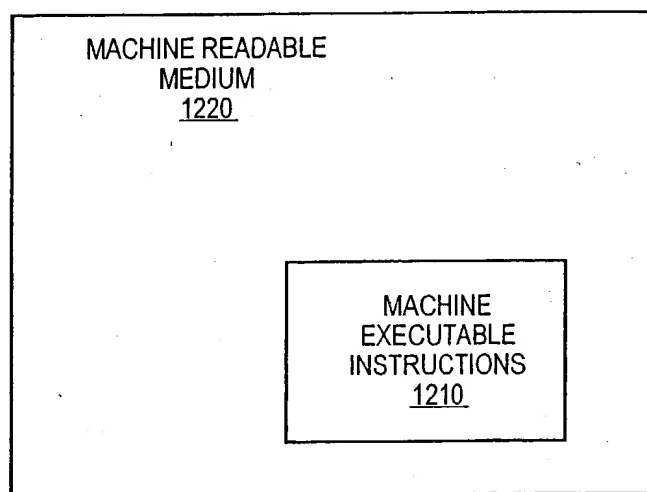 MACHINE READABLE
MEDIUM
1220
MACHINE
EXECUTABLE
INSTRUCTIONS
1210